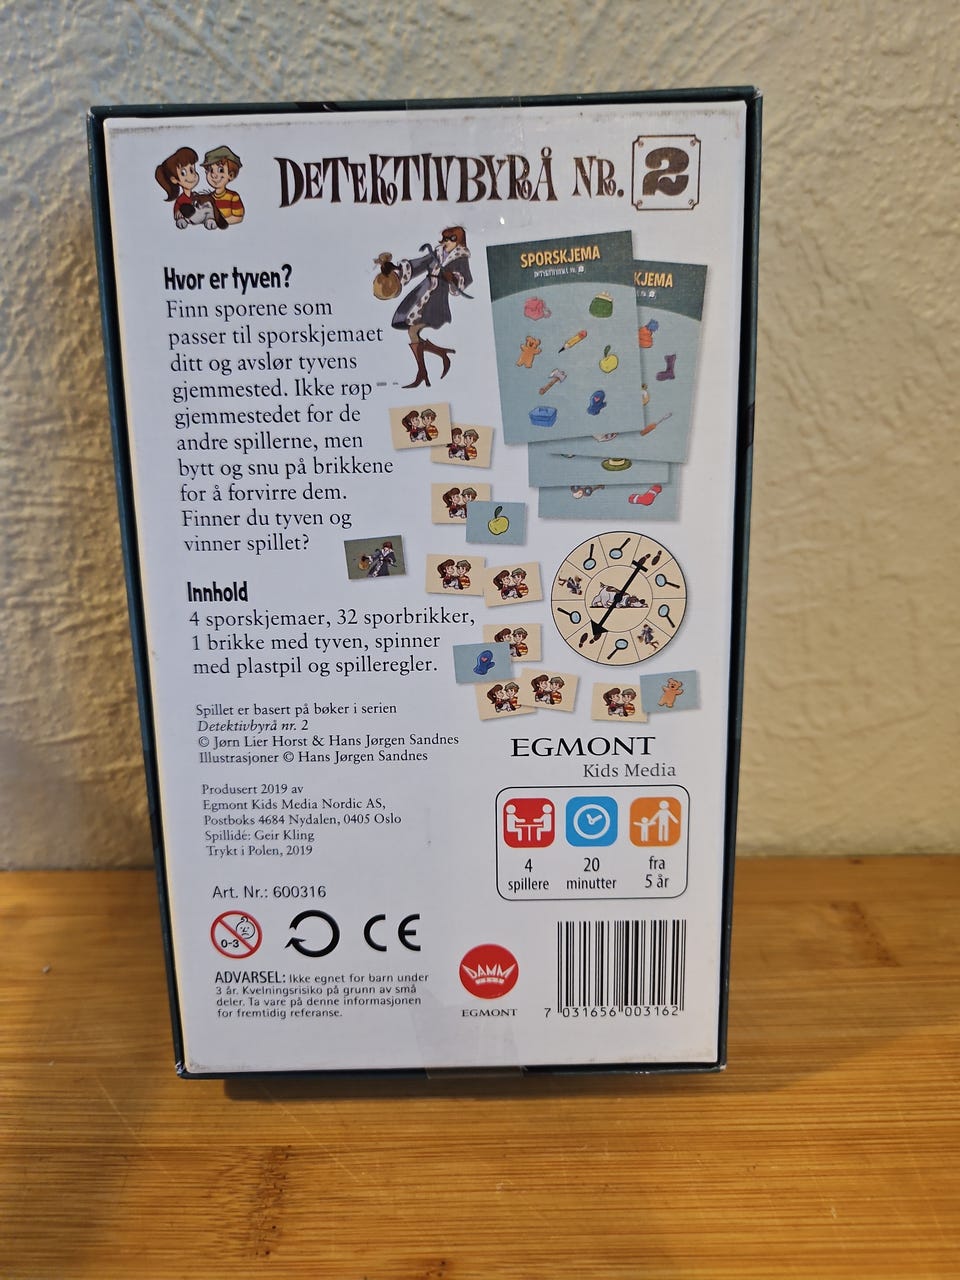 DETEKTIVBYRÅ NR. 2
Hvor er tyven?
Finn sporene som
passer til sporskjemaet
ditt og avslør tyvens
gjemmested. Ikke røp
gjemmestedet for de
andre spillerne, men
bytt og snu på brikkene
for å forvirre dem.
Finner du tyven og
vinner spillet?
SPORSKJEMA
DETEKTIVBYRÅ NR. 2
KJEMA
Innhold
4 sporskjemaer, 32 sporbrikker,
1 brikke med tyven, spinner
med plastpil og spilleregler.
Spillet er basert på bøker i serien
Detektivbyrå nr. 2
© Jørn Lier Horst & Hans Jørgen Sandnes
Illustrasjoner © Hans Jørgen Sandnes
Produsert 2019 av
Egmont Kids Media Nordic AS,
Postboks 4684 Nydalen, 0405 Oslo
Spillidé: Geir Kling
Trykt i Polen, 2019
EGMONT
Kids Media
4
spillere
20
minutter
fra
5 år
Art. Nr.: 600316
0-3
CE
ADVARSEL: Ikke egnet for barn under
3 år. Kvelningsrisiko på grunn av små
deler. Ta vare på denne informasjonen
for fremtidig referanse.
DAMM
EGMONT
7 031656 003162